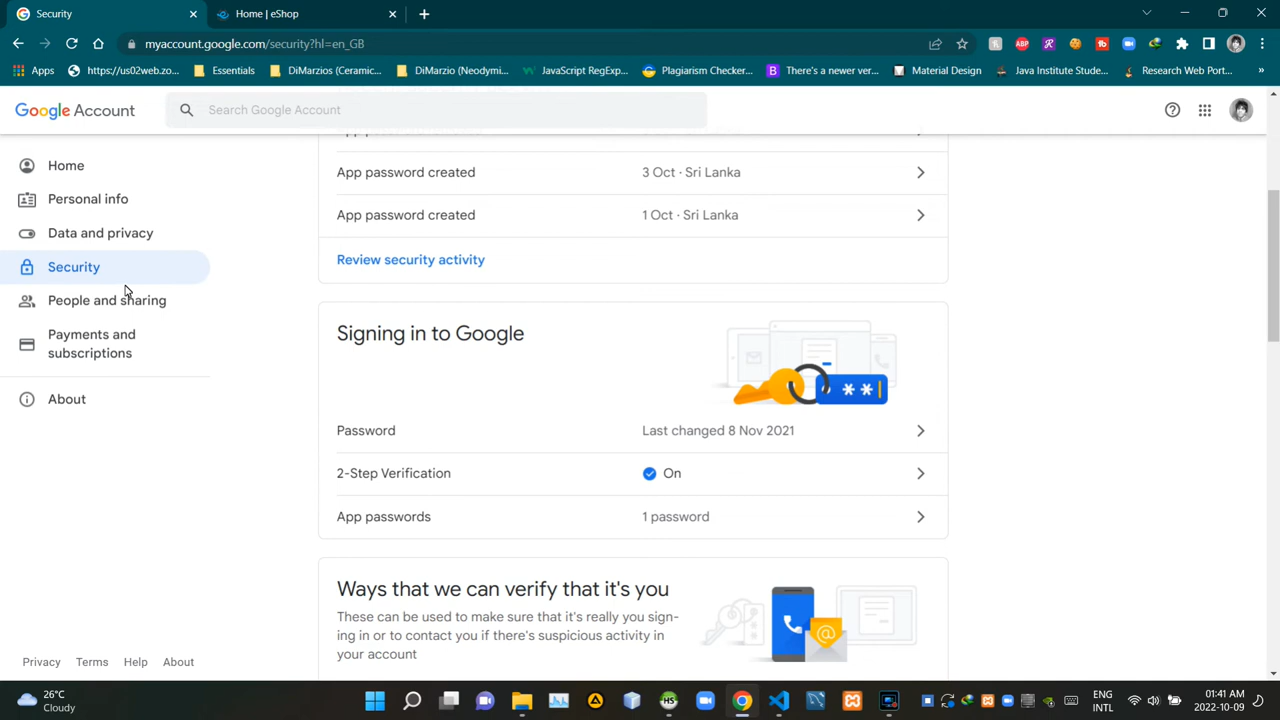 Security
Home | eShop
myaccount.google.com/security?hl=en_GB
Apps
https://us02web.zo...
Essentials
DiMarzios (Ceramic...
DiMarzio (Neodymi...
JavaScript RegExp...
Plagiarism Checker...
There's a newer ver...
Material Design
Java Institute Stude...
Research Web Port...
Google Account
Search Google Account
Home
Personal info
Data and privacy
Security
People and sharing
Payments and
subscriptions
About
App password created
3 Oct · Sri Lanka
App password created
1 Oct · Sri Lanka
Review security activity
Signing in to Google
Password
Last changed 8 Nov 2021
2-Step Verification
On
App passwords
1 password
Ways that we can verify that it's you
These can be used to make sure that it's really you sign-
ing in or to contact you if there's suspicious activity in
your account
Privacy
Terms
Help
About
26°C
Cloudy
ENG
INTL
01:41 AM
2022-10-09